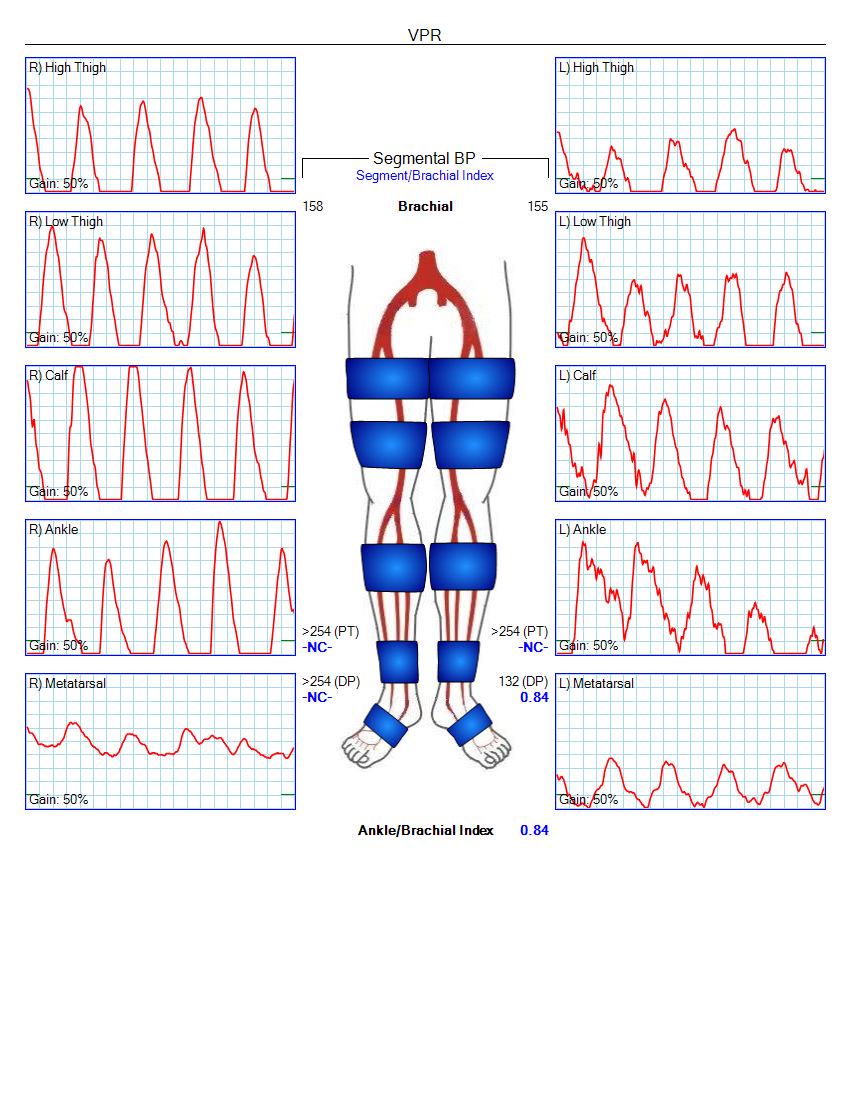 VPR
R) High Thigh
Gain: 50%
L) High Thigh
Gain: 50%
Segmental BP
Segment/Brachial Index
158 Brachial 155
R) Low Thigh
Gain: 50%
L) Low Thigh
Gain: 50%
R) Calf
Gain: 50%
L) Calf
Gain: 50%
R) Ankle
Gain: 50%
>254 (PT)
-NC-
>254 (PT)
-NC-
L) Ankle
Gain: 50%
R) Metatarsal
Gain: 50%
>254 (DP)
-NC-
132 (DP)
0.84
L) Metatarsal
Gain: 50%
Ankle/Brachial Index 0.84